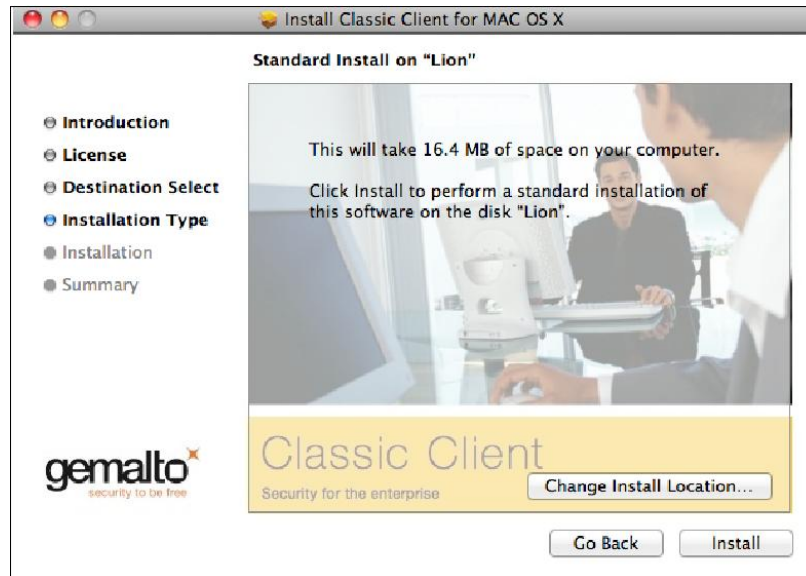 Install Classic Client for MAC OS X
Standard Install on "Lion"
Introduction
License
Destination Select
Installation Type
Installation
Summary
This will take 16.4 MB of space on your computer.
Click Install to perform a standard installation of
this software on the disk "Lion".
gemalto
security to be free
Classic Client
Security for the enterprise
Change Install Location...
Go Back
Install